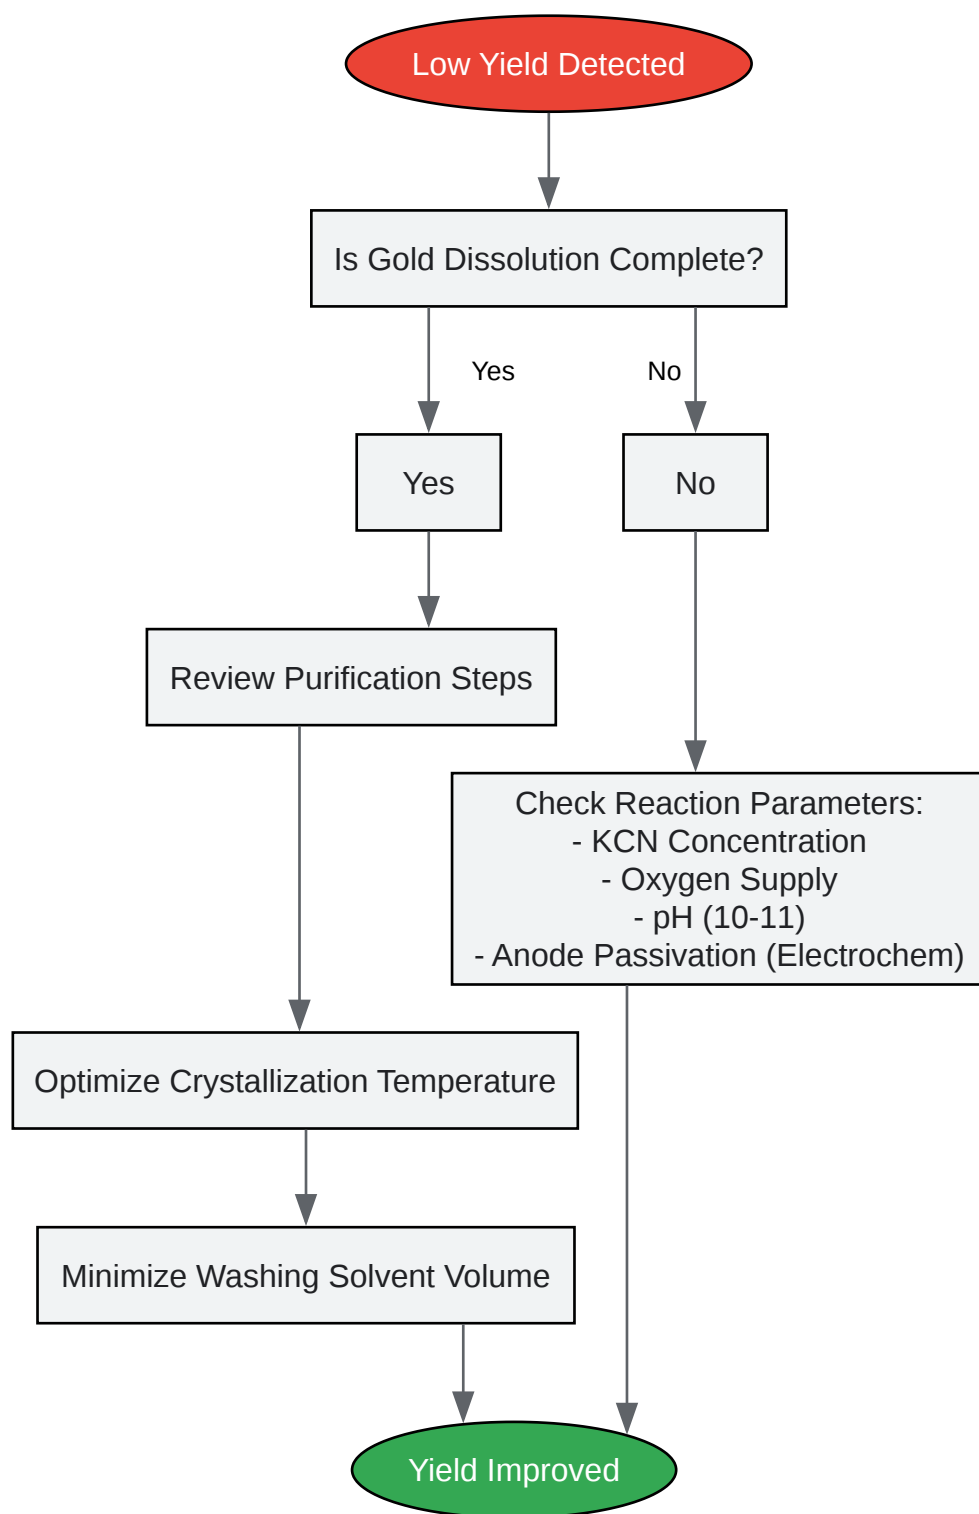 Low Yield Detected
Is Gold Dissolution Complete?
Yes
No
Yes
No
Review Purification Steps
Check Reaction Parameters:
- KCN Concentration
- Oxygen Supply
- pH (10-11)
- Anode Passivation (Electrochem)
Optimize Crystallization Temperature
Minimize Washing Solvent Volume
Yield Improved